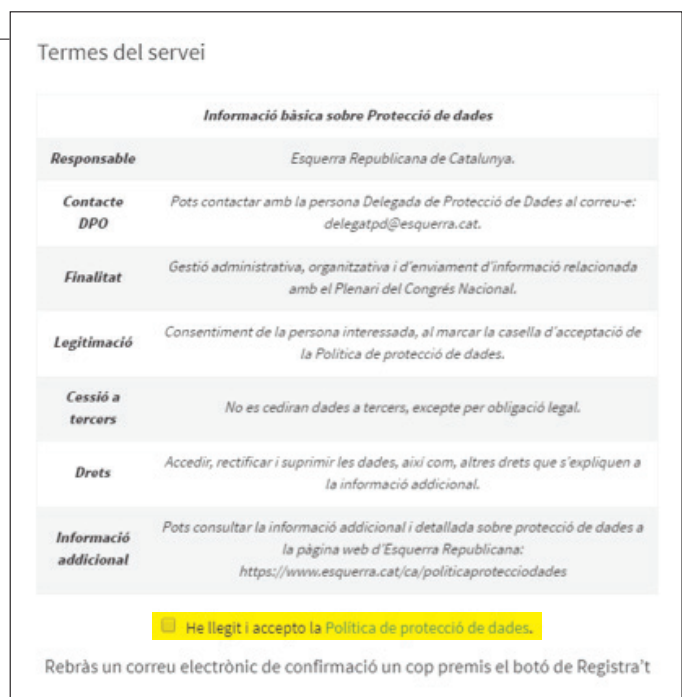 Termes del servei
Informació bàsica sobre Protecció de dades
Responsable
Esquerra Republicana de Catalunya.
Contacte
DPO
Pots contactar amb la persona Delegada de Protecció de Dades al correu-e:
delegatpd@esquerra.cat.
Finalitat
Gestió administrativa, organitzativa i d'enviament d'informació relacionada
amb el Plenari del Congrés Nacional.
Legitimació
Consentiment de la persona interessada, al marcar la casella d'acceptació de
la Política de protecció de dades.
Cessió a
tercers
No es cediran dades a tercers, excepte per obligació legal.
Drets
Accedir, rectificar i suprimir les dades, així com, altres drets que s'expliquen a
la informació addicional.
Informació
addicional
Pots consultar la informació addicional i detallada sobre protecció de dades a
la pàgina web d'Esquerra Republicana:
https://www.esquerra.cat/ca/politicaprotecciodades
He llegit i accepto la Política de protecció de dades.
Rebràs un correu electrònic de confirmació un cop premis el botó de Registra't